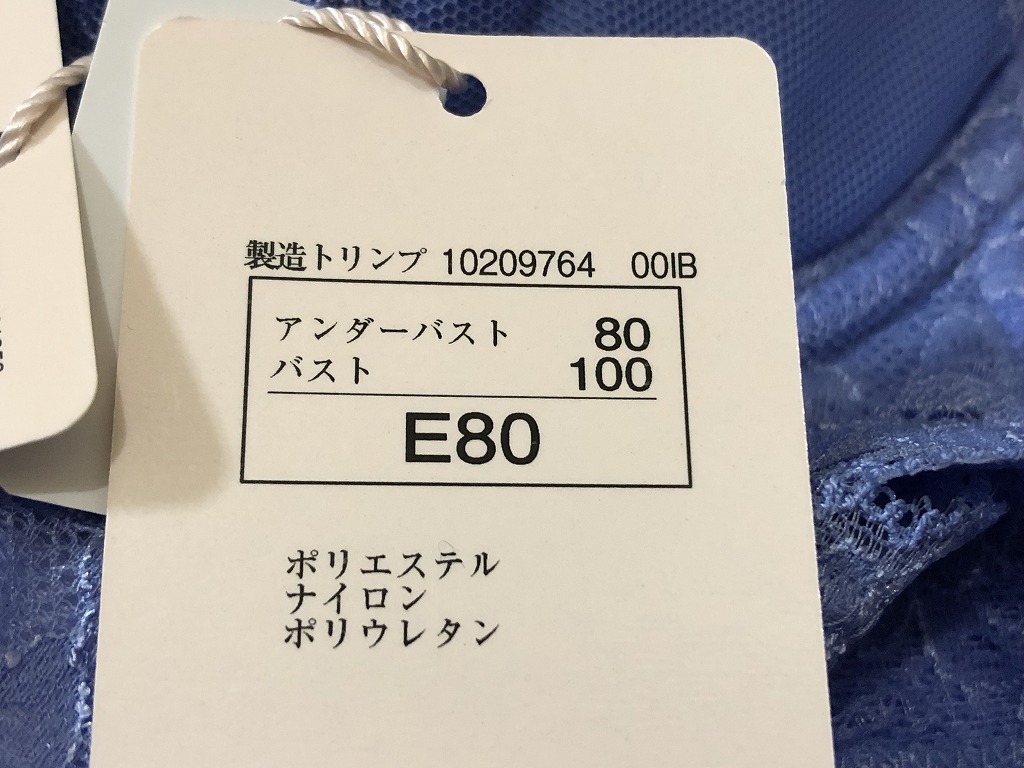 製造トリンプ 10209764 00IB
アンダーバスト 80
バスト 100
E80
ポリエステル
ナイロン
ポリウレタン